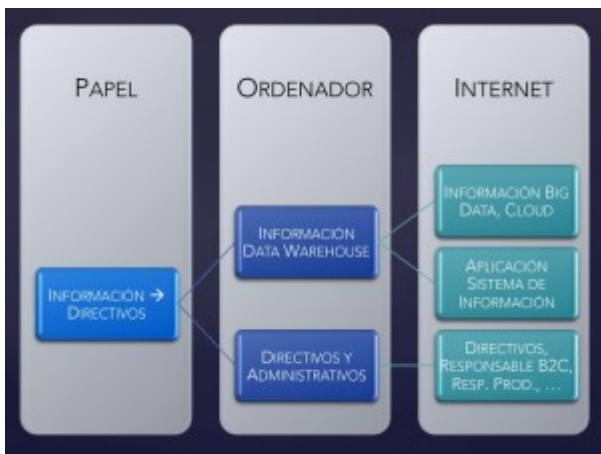 PAPEL
ORDENADOR
INTERNET
INFORMACIÓN →
DIRECTIVOS
INFORMACIÓN
DATA WAREHOUSE
DIRECTIVOS Y
ADMINISTRATIVOS
INFORMACIÓN BIG
DATA, CLOUD
APLICACIÓN
SISTEMA DE
INFORMACIÓN
DIRECTIVOS,
RESPONSABLE B2C,
RESP. PROD., ...